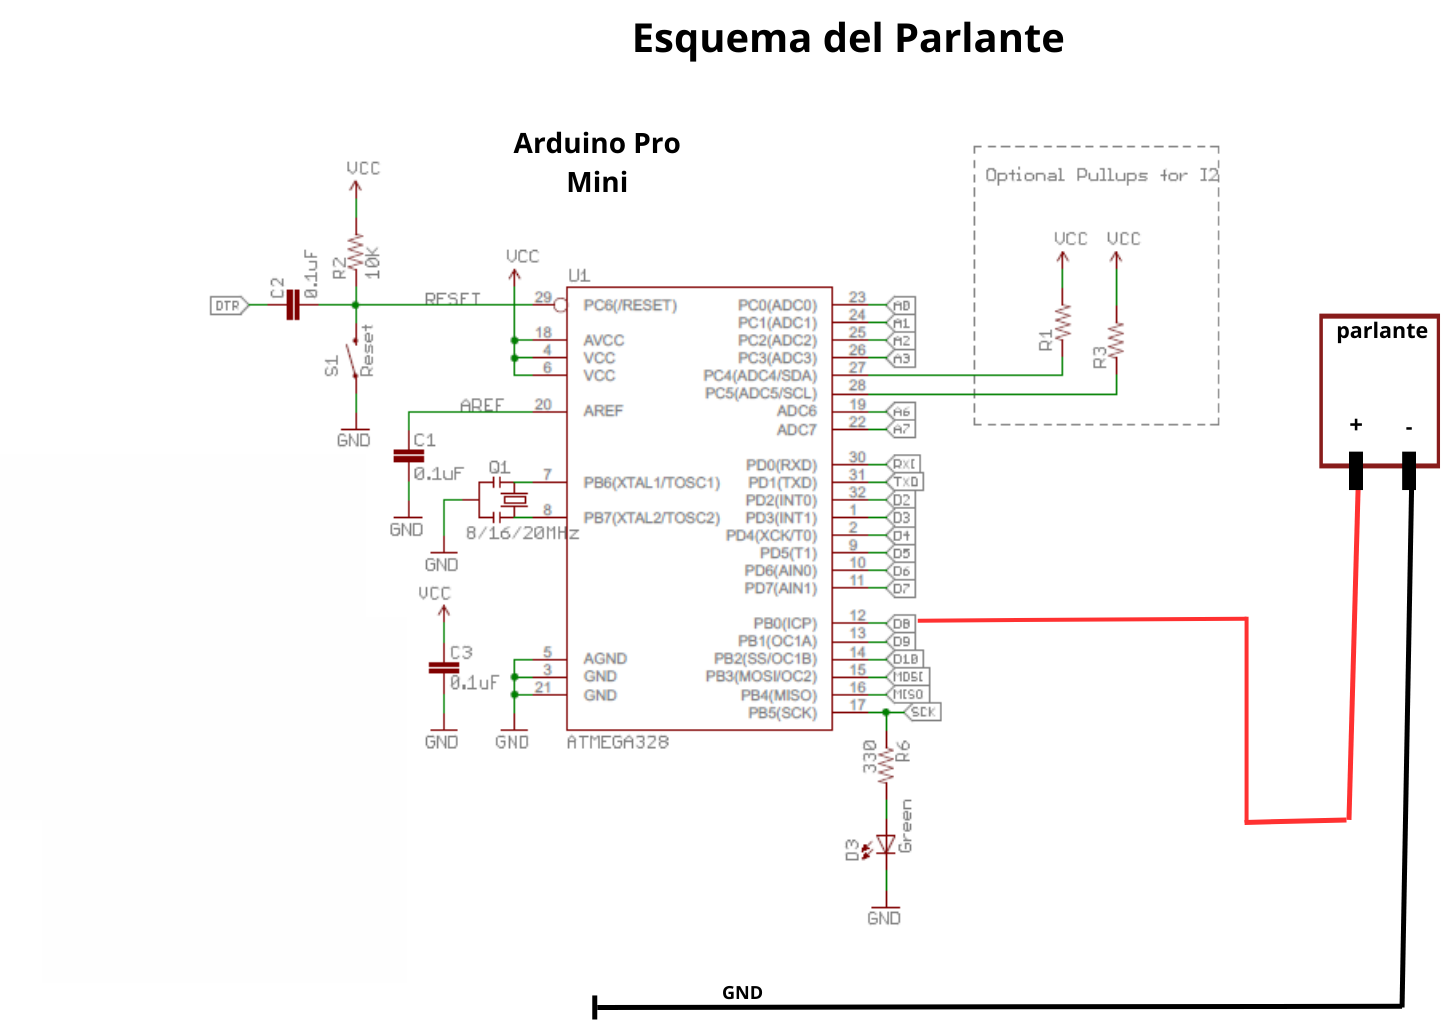 Esquema del Parlante
Arduino Pro
Mini
VCC
R2
10K
C2
0.1uF
DTR
RESET
S1
Reset
GND
VCC
U1
29 PC6(/RESET)
18 AVCC
4 VCC
6 VCC
20 AREF
AREF
C1
0.1uF
GND
Q1
7 PB6(XTAL1/TOSC1)
8 PB7(XTAL2/TOSC2)
8/16/20MHz
GND
VCC
C3
0.1uF
GND
5 AGND
3 GND
21 GND
GND
ATMEGA328
PC0(ADC0) 23 A0
PC1(ADC1) 24 A1
PC2(ADC2) 25 A2
PC3(ADC3) 26 A3
PC4(ADC4/SDA) 27
PC5(ADC5/SCL) 28
ADC6 19 A6
ADC7 22 A7
PD0(RXD) 30 RXI
PD1(TXD) 31 TXO
PD2(INT0) 32 D2
PD3(INT1) 1 D3
PD4(XCK/T0) 2 D4
PD5(T1) 9 D5
PD6(AIN0) 10 D6
PD7(AIN1) 11 D7
PB0(ICP) 12 D8
PB1(OC1A) 13 D9
PB2(SS/OC1B) 14 D10
PB3(MOSI/OC2) 15 MOSI
PB4(MISO) 16 MISO
PB5(SCK) 17 SCK
330
R6
D3
Green
GND
Optional Pullups for I2
VCC VCC
R1
R3
parlante
+ -
GND